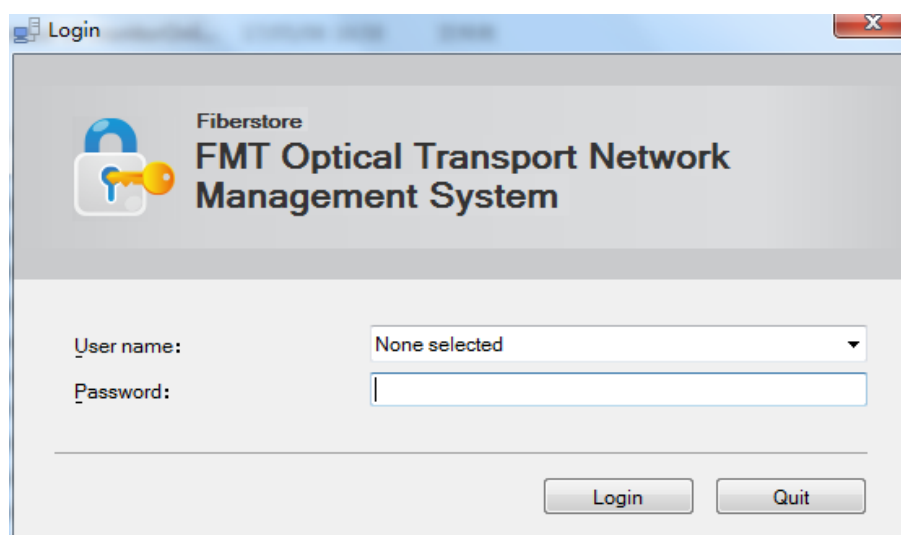 Login
Fiberstore
FMT Optical Transport Network
Management System
User name:
None selected
Password:
Login
Quit